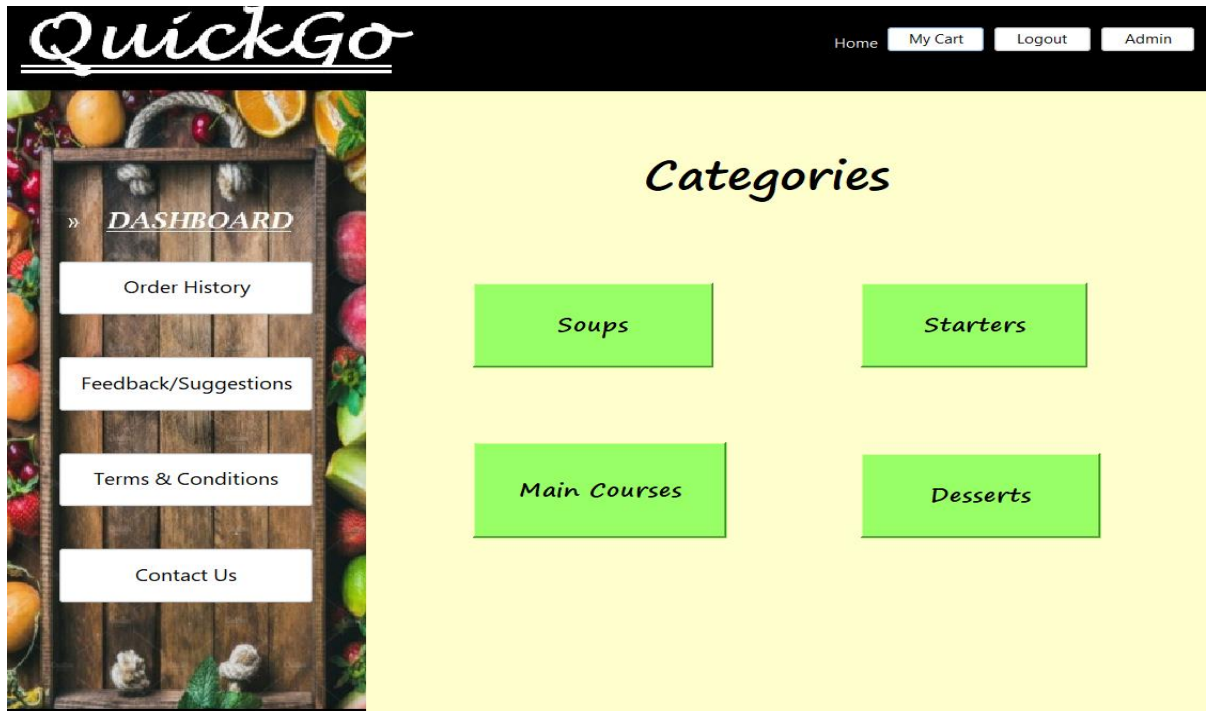 QuickGo
Home My Cart Logout Admin
» DASHBOARD
Order History
Feedback/Suggestions
Terms & Conditions
Contact Us
Categories
Soups Starters
Main Courses Desserts